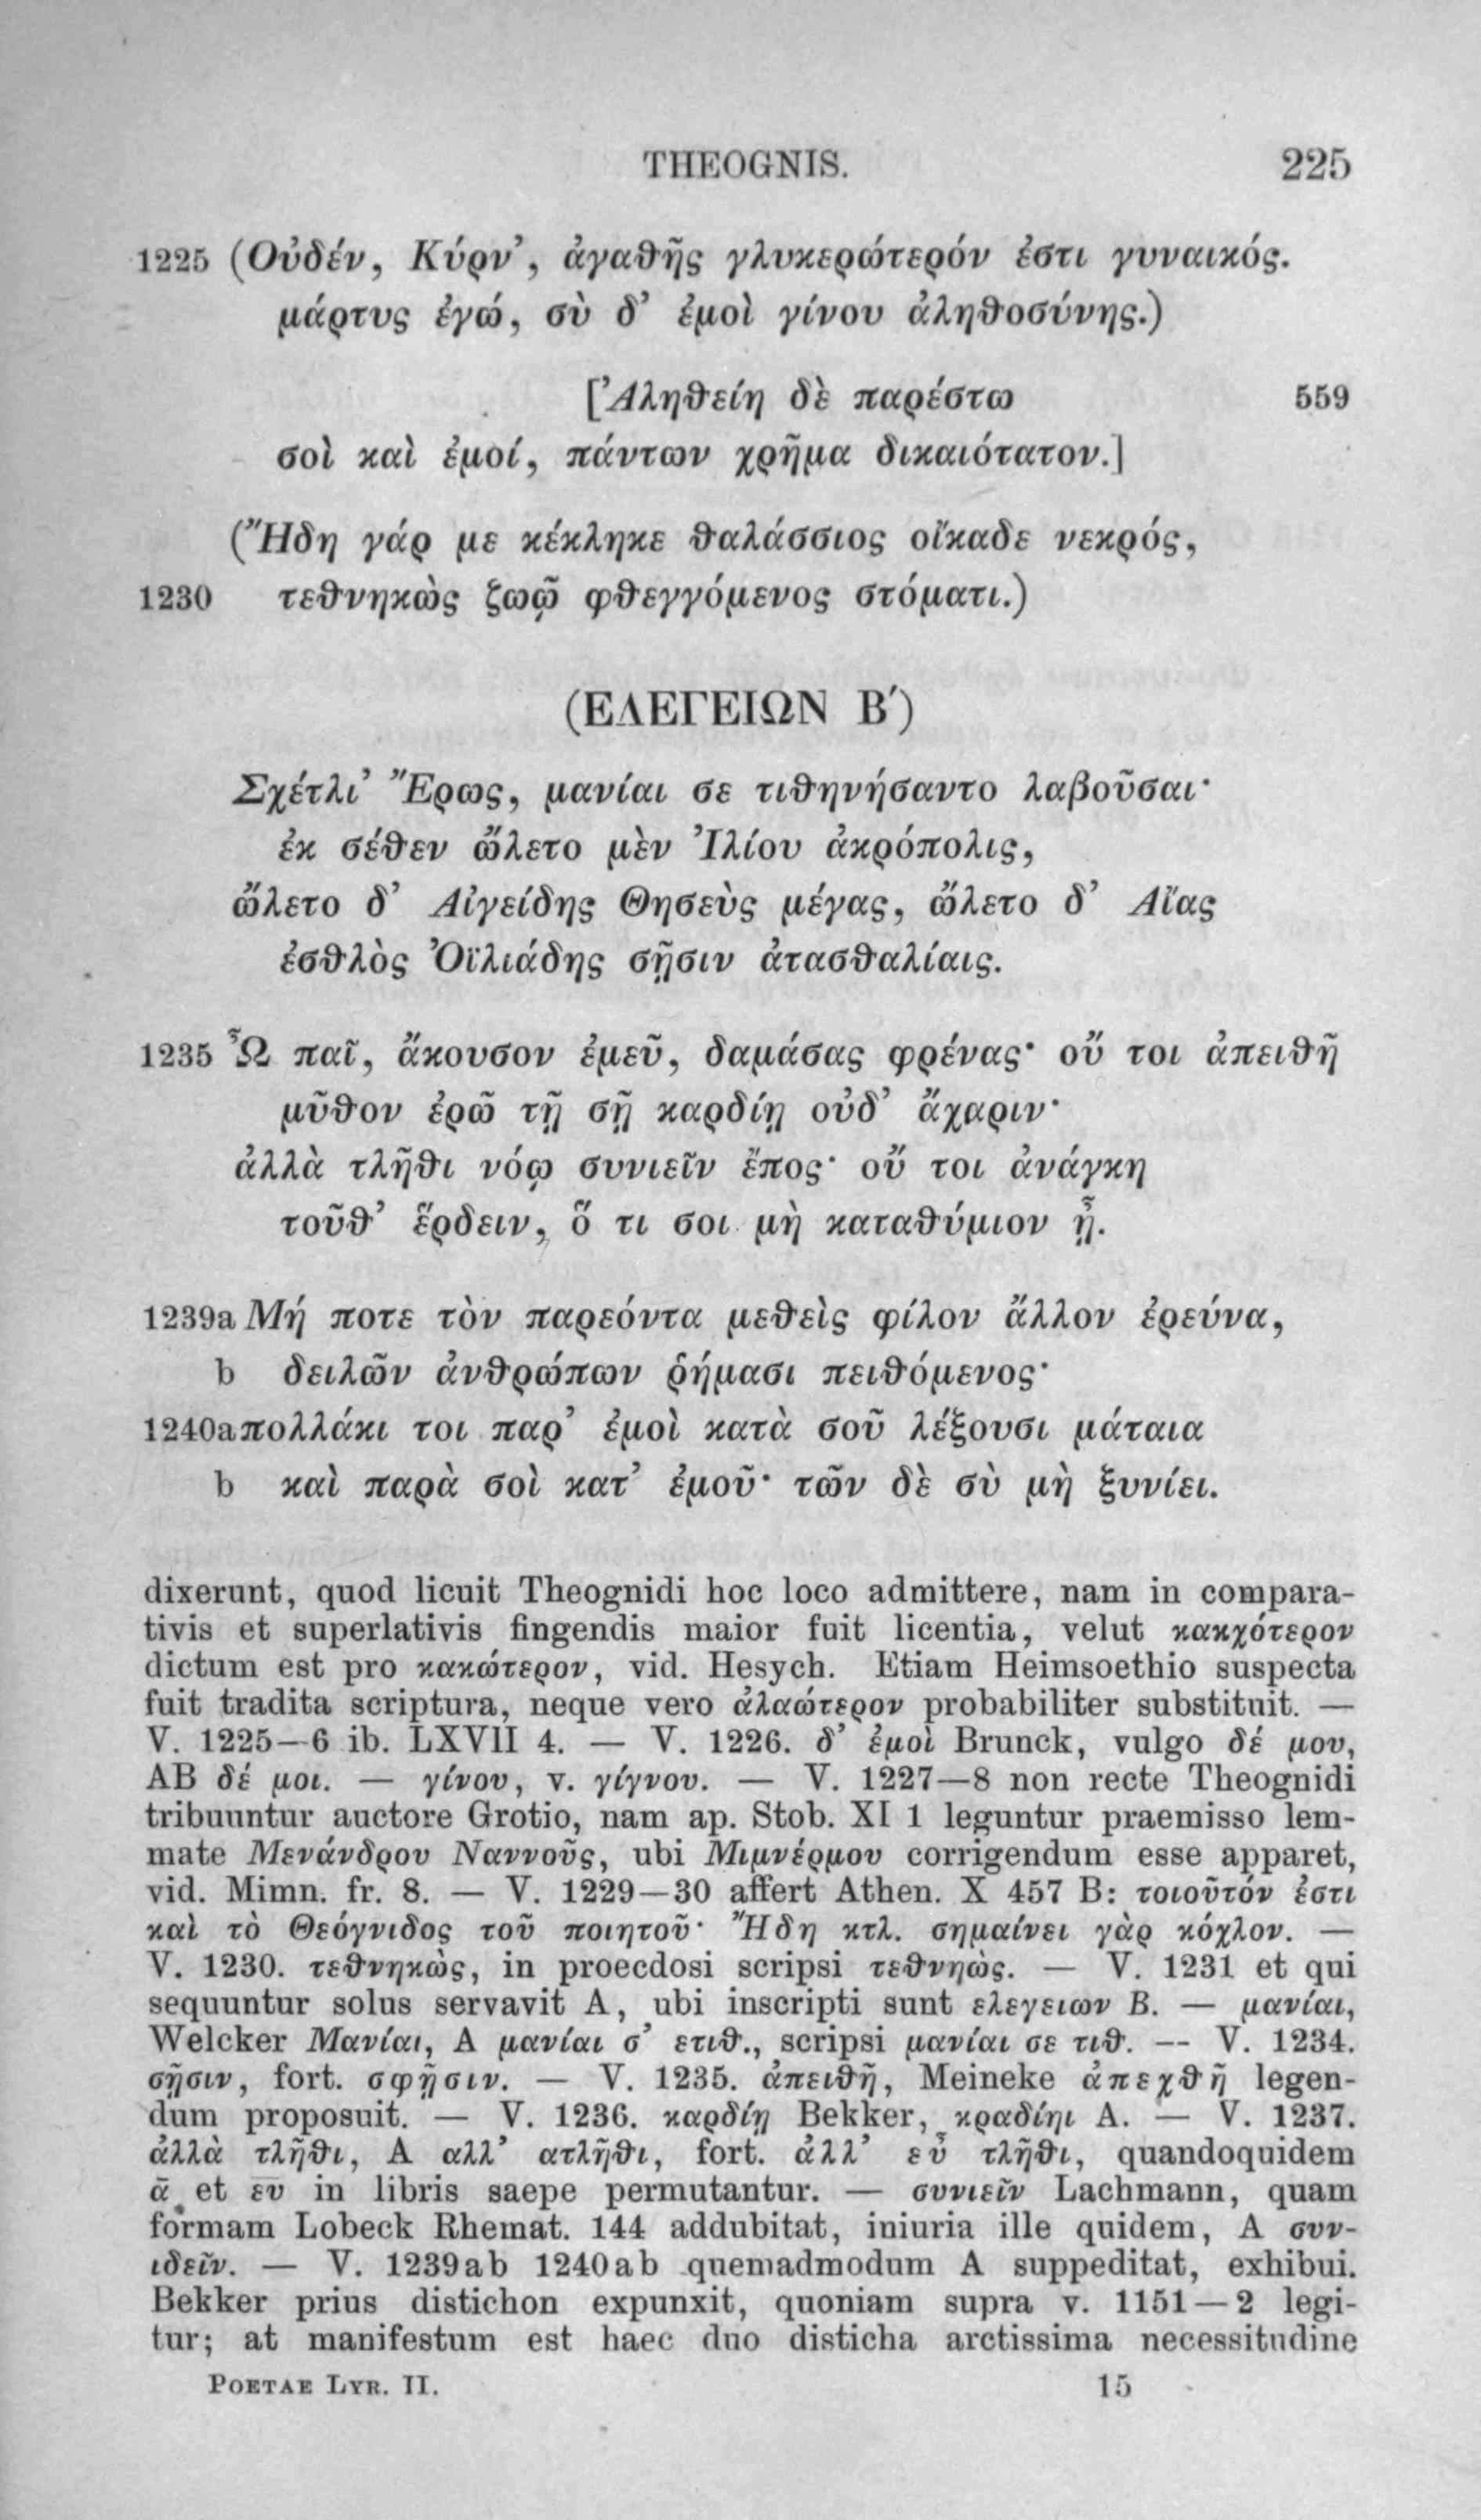 THEOGNIS. 225
1225 (Οὐδέν, Κύρν’, ἀγαθῆς γλυκερώτερόν ἐστι γυναικός.
μάρτυς ἐγώ, σὺ δ’ ἐμοὶ γίνου ἀληθοσύνης.)
[Ἀληθείη δὲ παρέστω 559
σοὶ καὶ ἐμοί, πάντων χρῆμα δικαιότατον.]
(Ἤδη γάρ με κέκληκε θαλάσσιος οἴκαδε νεκρός,
1230 τεθνηκὼς ζωῷ φθεγγόμενος στόματι.)
(ΕΛΕΓΕΙΩΝ Β′)
Σχέτλι’ Ἔρως, μανίαι σε τιθηνήσαντο λαβοῦσαι·
ἐκ σέθεν ὤλετο μὲν Ἰλίου ἀκρόπολις,
ὤλετο δ’ Αἰγείδης Θησεὺς μέγας, ὤλετο δ’ Αἴας
ἐσθλὸς Ὀϊλιάδης σῇσιν ἀτασθαλίαις.
1235 Ὦ παῖ, ἄκουσον ἐμεῦ, δαμάσας φρένας· οὔ τοι ἀπειθῆ
μῦθον ἐρῶ τῇ σῇ καρδίῃ οὐδ’ ἄχαριν·
ἀλλὰ τλῆθι νόῳ συνιεῖν ἔπος· οὔ τοι ἀνάγκη
τοῦθ’ ἕρδειν, ὅ τι σοι μὴ καταθύμιον ᾖ.
1239a Μή ποτε τὸν παρεόντα μεθεὶς φίλον ἄλλον ἐρεύνα,
b δειλῶν ἀνθρώπων ῥήμασι πειθόμενος·
1240a πολλάκι τοι παρ’ ἐμοὶ κατὰ σοῦ λέξουσι μάταια
b καὶ παρὰ σοὶ κατ’ ἐμοῦ· τῶν δὲ σὺ μὴ ξυνίει.
dixerunt, quod licuit Theognidi hoc loco admittere, nam in compara-
tivis et superlativis fingendis maior fuit licentia, velut κακχότερον
dictum est pro κακώτερον, vid. Hesych. Etiam Heimsoethio suspecta
fuit tradita scriptura, neque vero ἀλαώτερον probabiliter substituit. —
V. 1225—6 ib. LXVII 4. — V. 1226. δ’ ἐμοὶ Brunck, vulgo δέ μου,
AB δέ μοι. — γίνου, v. γίγνου. — V. 1227—8 non recte Theognidi
tribuuntur auctore Grotio, nam ap. Stob. XI 1 leguntur praemisso lem-
mate Μενάνδρου Ναννοῦς, ubi Μιμνέρμου corrigendum esse apparet,
vid. Mimn. fr. 8. — V. 1229—30 affert Athen. X 457 B: τοιοῦτόν ἐστι
καὶ τὸ Θεόγνιδος τοῦ ποιητοῦ· Ἤδη κτλ. σημαίνει γὰρ κόχλον. —
V. 1230. τεθνηκὼς, in proecdosi scripsi τεθνηὼς. — V. 1231 et qui
sequuntur solus servavit A, ubi inscripti sunt ελεγειων Β. — μανίαι,
Welcker Μανίαι, A μανίαι σ’ ετιθ., scripsi μανίαι σε τιθ. — V. 1234.
σῇσιν, fort. σφῇσιν. — V. 1235. ἀπειθῆ, Meineke ἀπεχθῆ legen-
dum proposuit. — V. 1236. καρδίῃ Bekker, κραδίηι A. — V. 1237.
ἀλλὰ τλῆθι, A αλλ’ ατλῆθι, fort. ἀλλ’ εὖ τλῆθι, quandoquidem
ᾱ et ευ in libris saepe permutantur. — συνιεῖν Lachmann, quam
formam Lobeck Rhemat. 144 addubitat, iniuria ille quidem, A συν-
ιδεῖν. — V. 1239ab 1240ab quemadmodum A suppeditat, exhibui.
Bekker prius distichon expunxit, quoniam supra v. 1151—2 legi-
tur; at manifestum est haec duo disticha arctissima necessitudine
POETAE LYR. II. 15